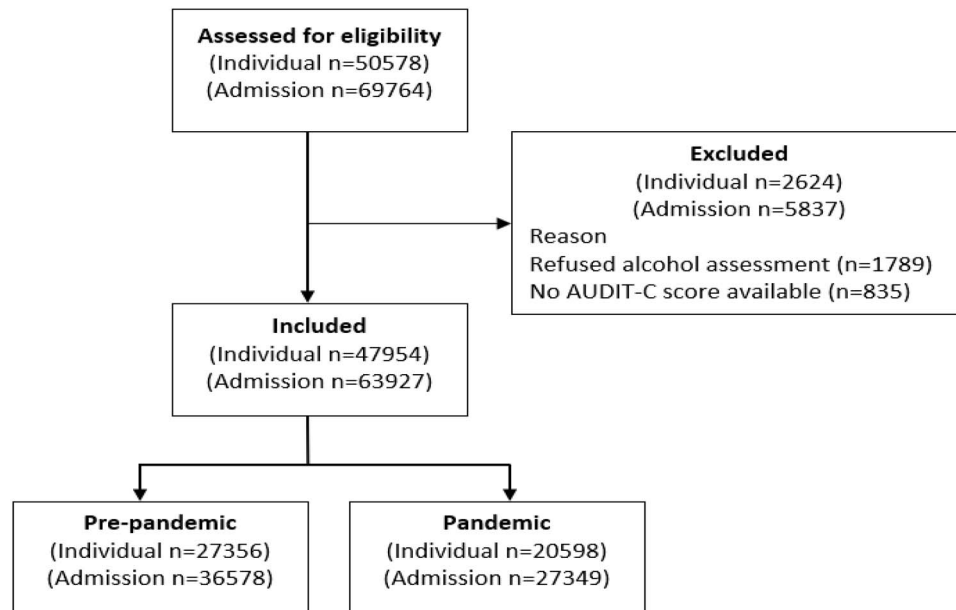 Assessed for eligibility
(Individual n=50578)
(Admission n=69764)
Excluded
(Individual n=2624)
(Admission n=5837)
Reason
Refused alcohol assessment (n=1789)
No AUDIT-C score available (n=835)
Included
(Individual n=47954)
(Admission n=63927)
Pre-pandemic
(Individual n=27356)
(Admission n=36578)
Pandemic
(Individual n=20598)
(Admission n=27349)